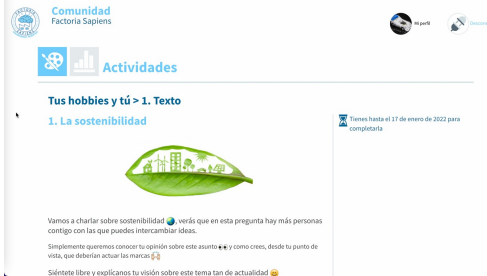 Comunidad
Factoria Sapiens
Mi perfil
Actividades
Tus hobbies y tú > 1. Texto
1. La sostenibilidad
Tienes hasta el 17 de enero de 2022 para
completarla
Vamos a charlar sobre sostenibilidad 🌍, verás que en esta pregunta hay más personas
contigo con las que puedes intercambiar ideas.
Simplemente queremos conocer tu opinión sobre este asunto 👀 y como crees, desde tu punto de
vista, que deberían actuar las marcas
Siéntete libre y explícanos tu visión sobre este tema tan de actualidad